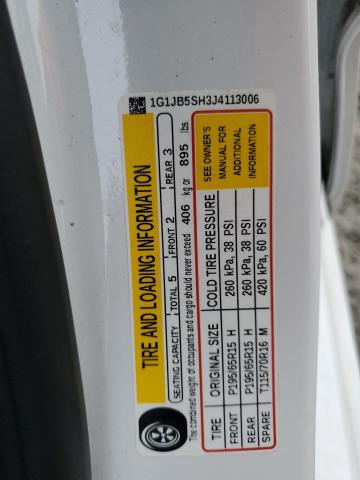 1G1JB5SH3J4113006
TIRE AND LOADING INFORMATION
SEATING CAPACITY TOTAL 5 FRONT 2 REAR 3
The combined weight of occupants and cargo should never exceed 406 kg or 895 lbs.
TIRE ORIGINAL SIZE COLD TIRE PRESSURE
FRONT P195/65R15 H 260 kPa, 38 PSI
REAR P195/65R15 H 260 kPa, 38 PSI
SPARE T115/70R16 M 420 kPa, 60 PSI
SEE OWNER'S
MANUAL FOR
ADDITIONAL
INFORMATION